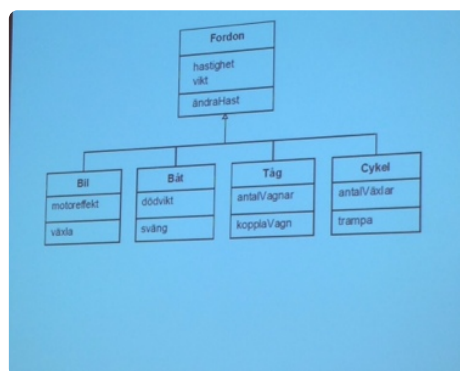 Fordon
hastighet
vikt
ändraHast
Bil
motoreffekt
växla
Båt
dödvikt
sväng
Tåg
antalVagnar
kopplaVagn
Cykel
antalVäxlar
trampa